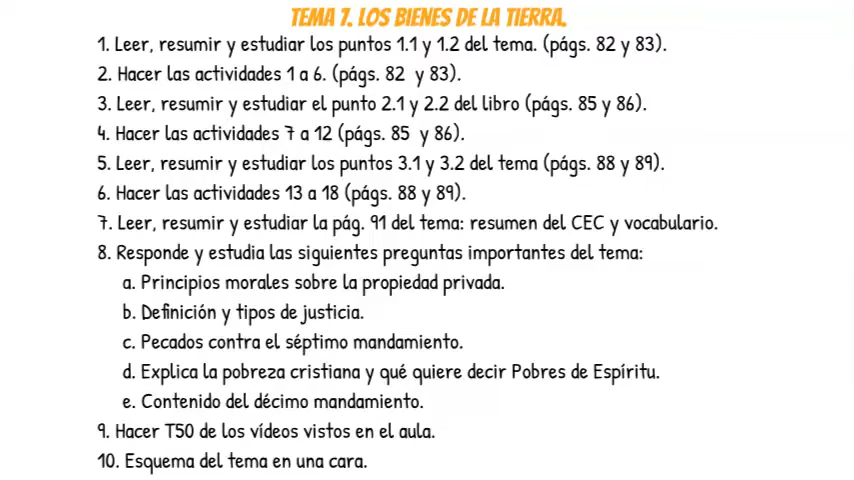 TEMA 7. LOS BIENES DE LA TIERRA.
1. Leer, resumir y estudiar los puntos 1.1 y 1.2 del tema. (págs. 82 y 83).
2. Hacer las actividades 1 a 6. (págs. 82 y 83).
3. Leer, resumir y estudiar el punto 2.1 y 2.2 del libro (págs. 85 y 86).
4. Hacer las actividades 7 a 12 (págs. 85 y 86).
5. Leer, resumir y estudiar los puntos 3.1 y 3.2 del tema (págs. 88 y 89).
6. Hacer las actividades 13 a 18 (págs. 88 y 89).
7. Leer, resumir y estudiar la pág. 91 del tema: resumen del CEC y vocabulario.
8. Responde y estudia las siguientes preguntas importantes del tema:
a. Principios morales sobre la propiedad privada.
b. Definición y tipos de justicia.
c. Pecados contra el séptimo mandamiento.
d. Explica la pobreza cristiana y qué quiere decir Pobres de Espíritu.
e. Contenido del décimo mandamiento.
9. Hacer T50 de los vídeos vistos en el aula.
10. Esquema del tema en una cara.